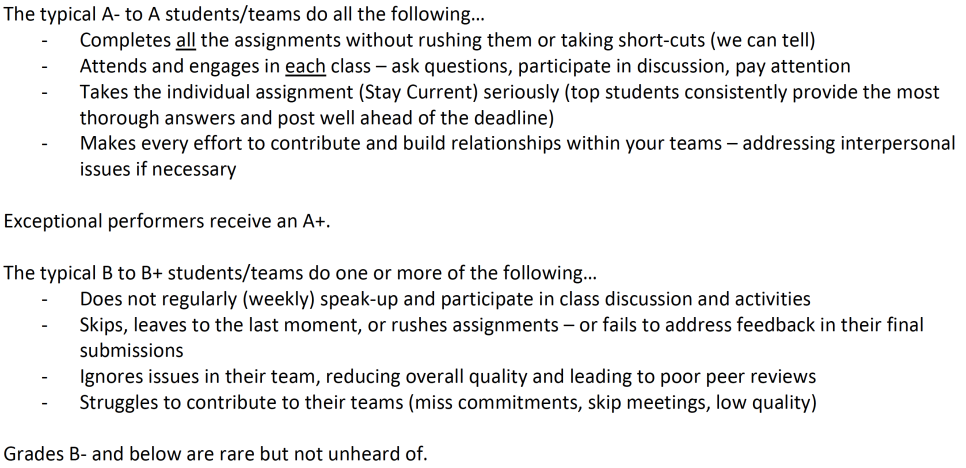 The typical A- to A students/teams do all the following...
- Completes all the assignments without rushing them or taking short-cuts (we can tell)
- Attends and engages in each class – ask questions, participate in discussion, pay attention
- Takes the individual assignment (Stay Current) seriously (top students consistently provide the most
thorough answers and post well ahead of the deadline)
- Makes every effort to contribute and build relationships within your teams – addressing interpersonal
issues if necessary
Exceptional performers receive an A+.
The typical B to B+ students/teams do one or more of the following...
- Does not regularly (weekly) speak-up and participate in class discussion and activities
- Skips, leaves to the last moment, or rushes assignments – or fails to address feedback in their final
submissions
- Ignores issues in their team, reducing overall quality and leading to poor peer reviews
- Struggles to contribute to their teams (miss commitments, skip meetings, low quality)
Grades B- and below are rare but not unheard of.